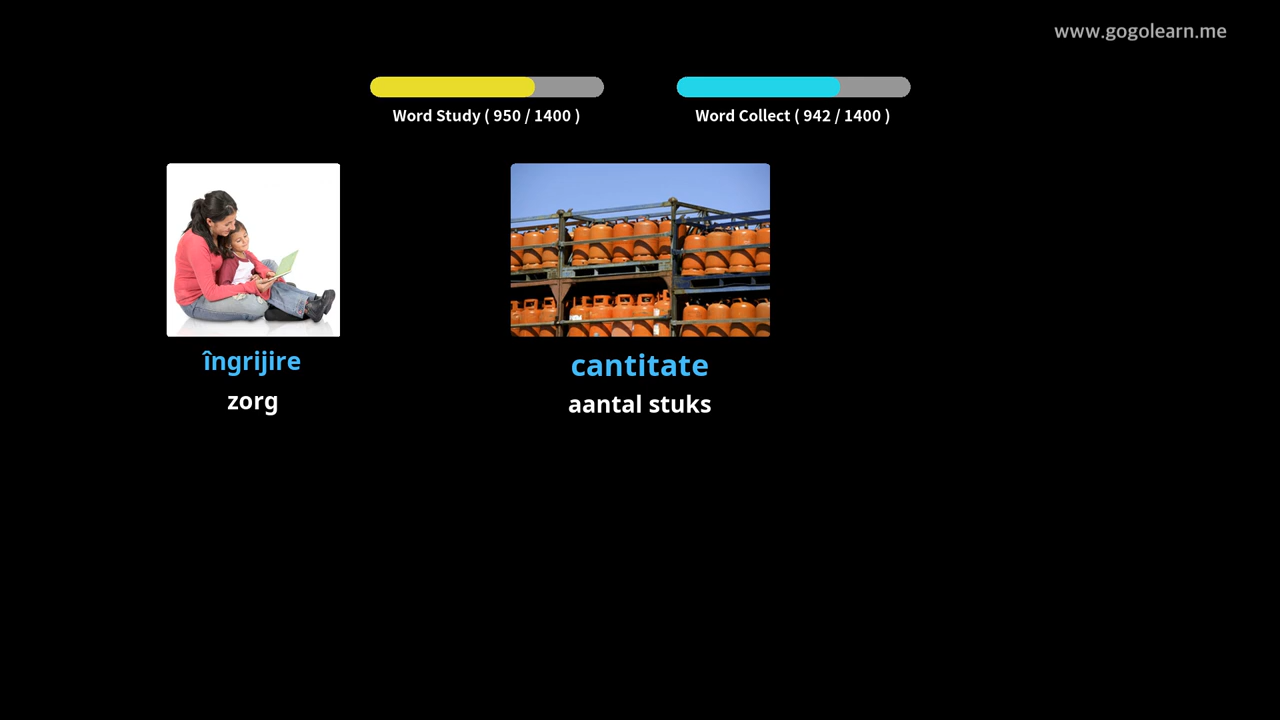 www.gogolearn.me
Word Study ( 950 / 1400 )
Word Collect ( 942 / 1400 )
îngrijire
zorg
cantitate
aantal stuks